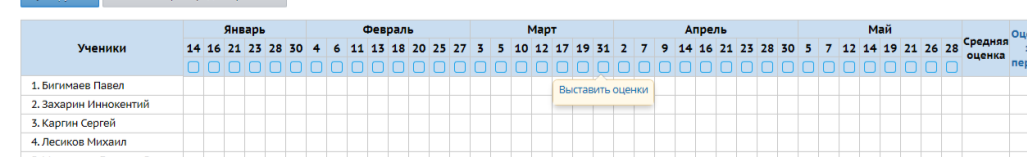 Январь Февраль Март Апрель Май
Ученики 14 16 21 23 28 30 4 6 11 13 18 20 25 27 3 5 10 12 17 19 31 2 7 9 14 16 21 23 28 30 5 7 12 14 19 21 26 28 Средняя оценка
Выставить оценки
1. Бигимаев Павел
2. Захарин Иннокентий
3. Каргин Сергей
4. Лесиков Михаил